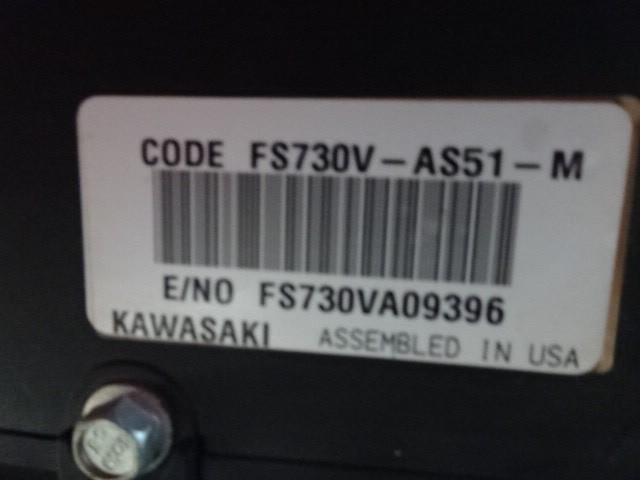 CODE FS730V-AS51-M
E/NO FS730VA09396
KAWASAKI ASSEMBLED IN USA